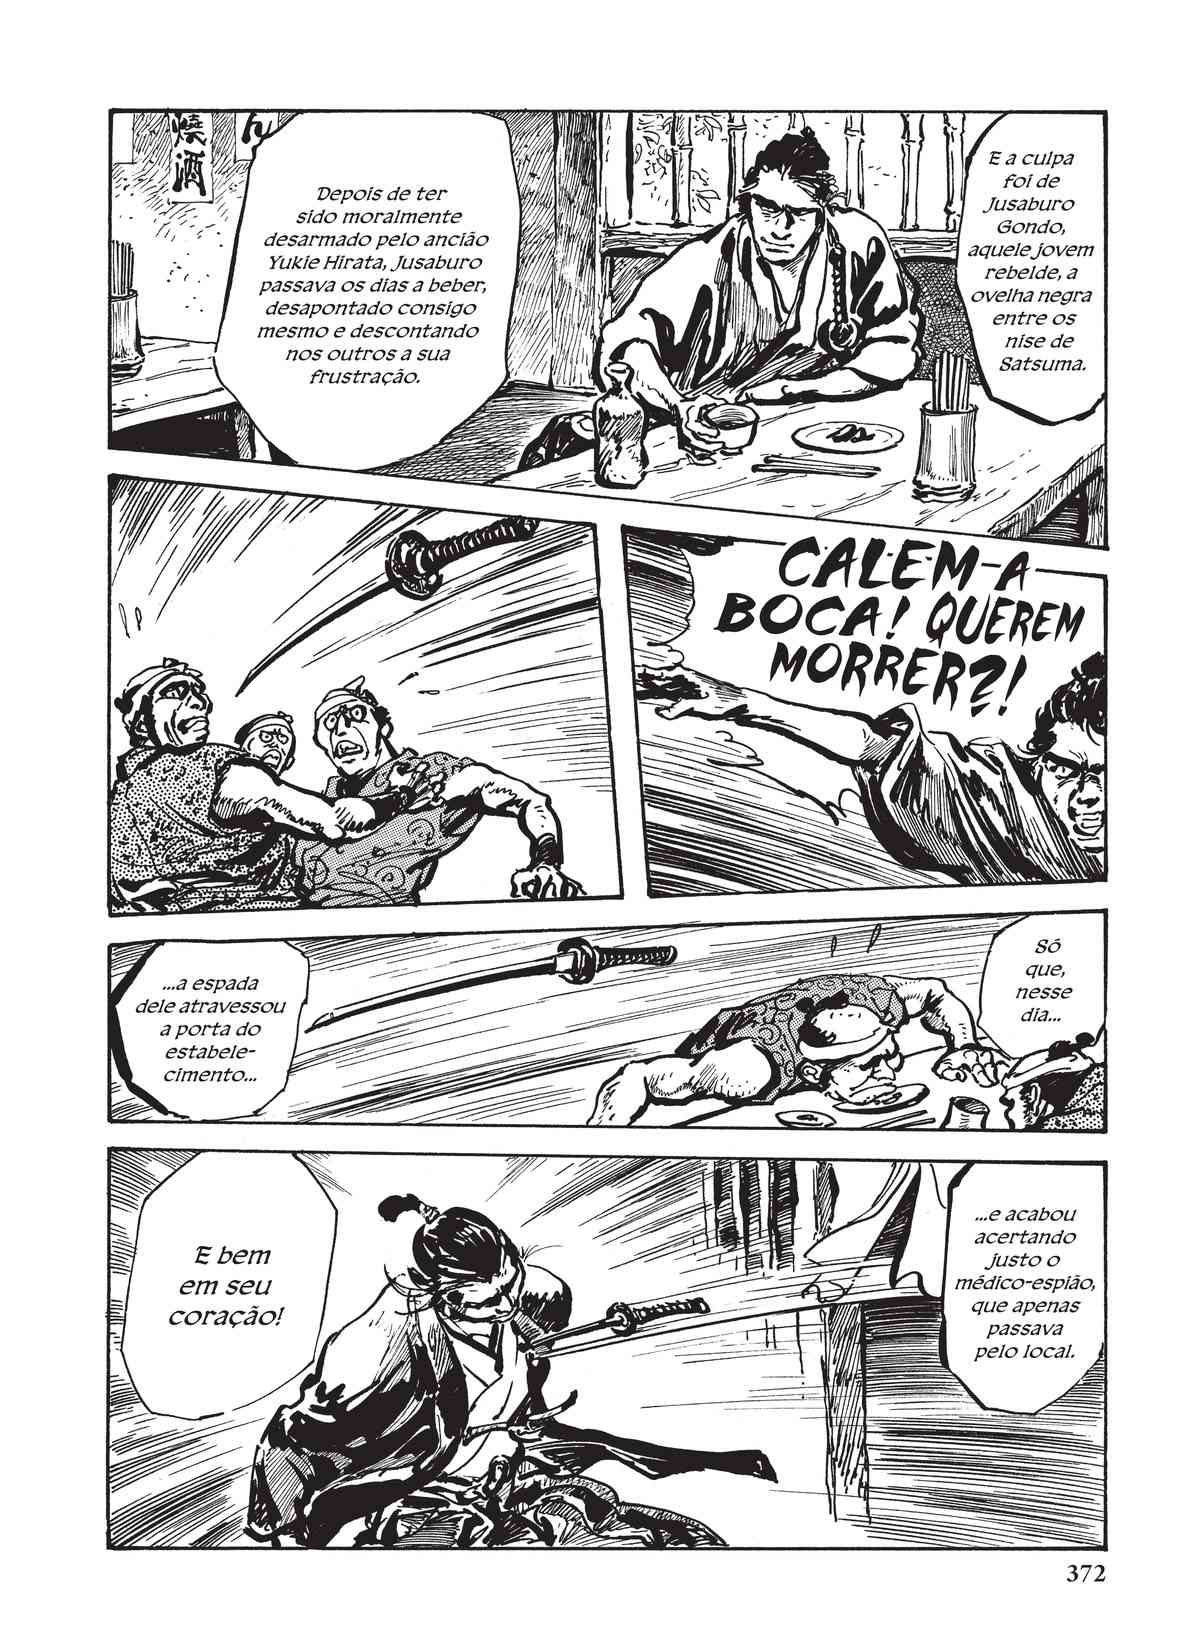 E a culpa
foi de
Jusaburo
Gondo,
aquele jovem
rebelde, a
ovelha negra
entre os
nise de
Satsuma.
Depois de ter
sido moralmente
desarmado pelo ancião
Yukie Hirata, Jusaburo
passava os dias a beber,
desapontado consigo
mesmo e descontando
nos outros a sua
frustração.
焼酒
CALEM-A
BOCA! QUEREM
MORRER?!
Só
que,
nesse
dia...
...a espada
dele atravessou
a porta do
estabele-
cimento...
...e acabou
acertando
justo o
médico-espião,
que apenas
passava
pelo local.
E bem
em seu
coração!
372